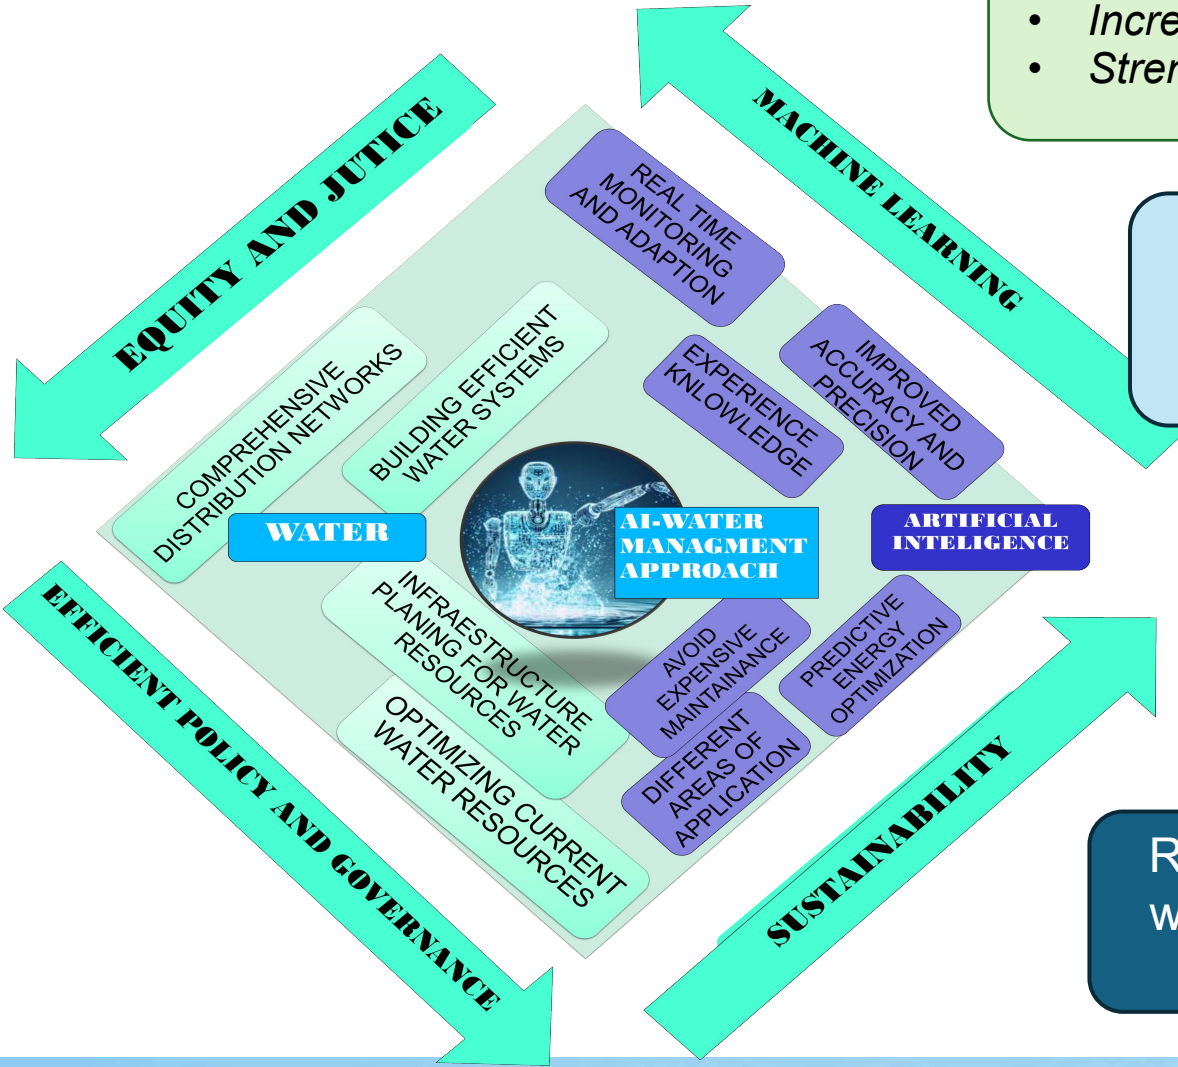 Incre
Stren
MACHINE LEARNING
EQUITY AND JUTICE
REAL TIME
MONITORING
AND ADAPTION
COMPREHENSIVE
DISTRIBUTION NETWORKS
BUILDING EFFICIENT
WATER SYSTEMS
EXPERIENCE
KNLOWLEDGE
IMPROVED
ACCURACY AND
PRECISION
WATER
AI-WATER
MANAGMENT
APPROACH
ARTIFICIAL
INTELIGENCE
INFRAESTRUCTURE
PLANING FOR WATER
RESOURCES
OPTIMIZING CURRENT
WATER RESOURCES
AVOID
EXPENSIVE
MAINTAINANCE
PREDICTIVE
ENERGY
OPTIMIZATION
DIFFERENT
AREAS OF
APPLICATION
EFFICIENT POLICY AND GOVERNANCE
SUSTAINABILITY
R
w